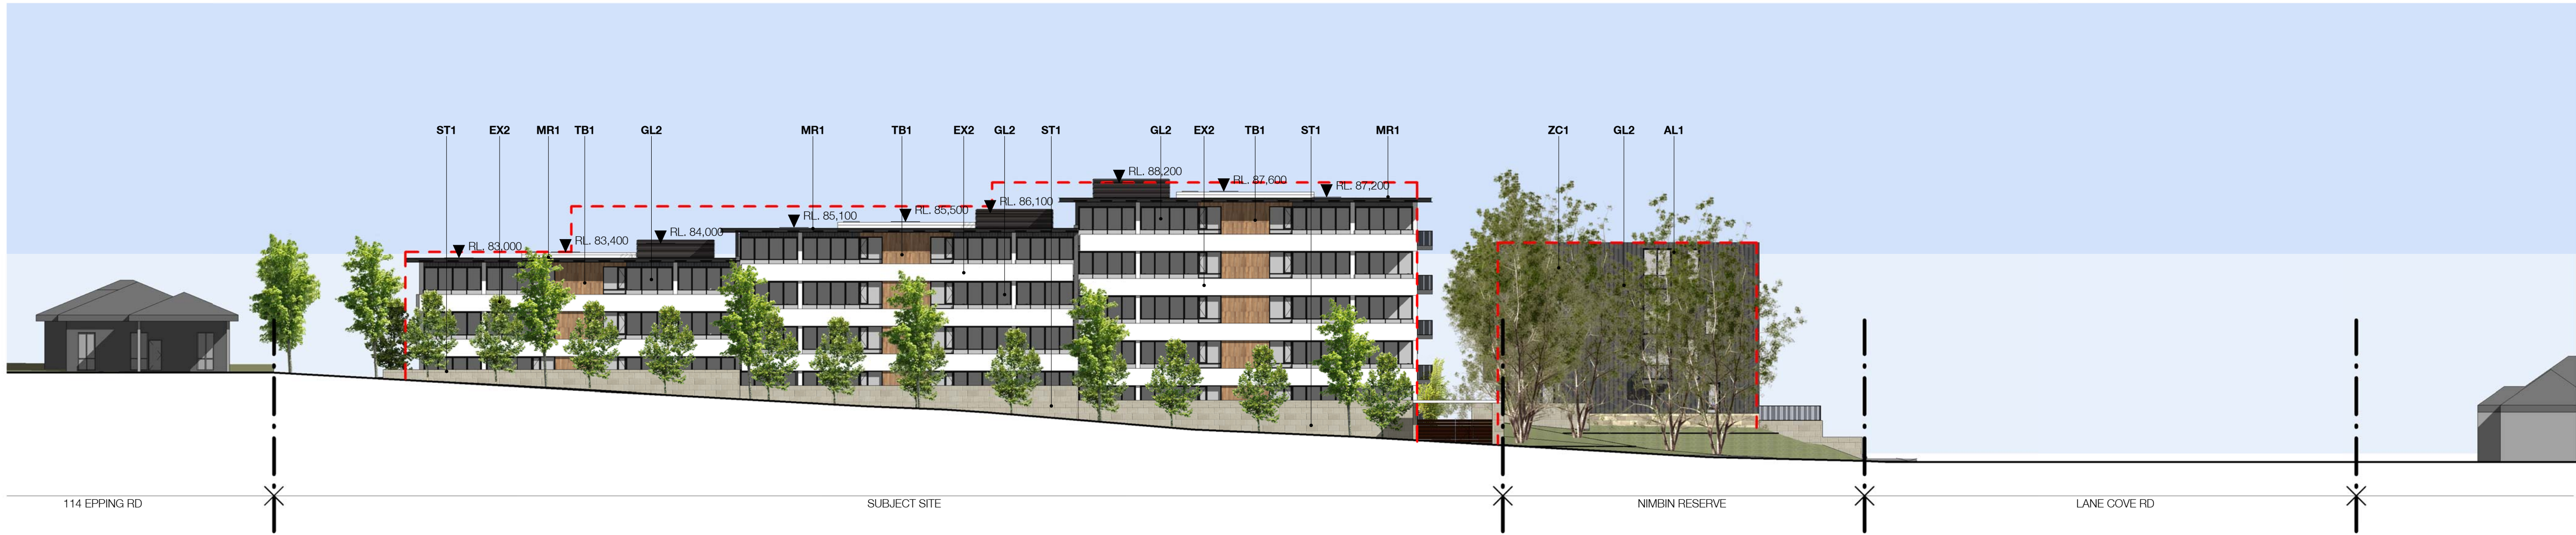 ST1 EX2 MR1 TB1 GL2 MR1 TB1 EX2 GL2 ST1 GL2 EX2 TB1 ST1 MR1 ZC1 GL2 AL1
RL. 88,200
RL. 87,600
RL. 87,200
RL. 86,100
RL. 85,500
RL. 85,100
RL. 84,000
RL. 83,400
RL. 83,000
114 EPPING RD SUBJECT SITE NIMBIN RESERVE LANE COVE RD